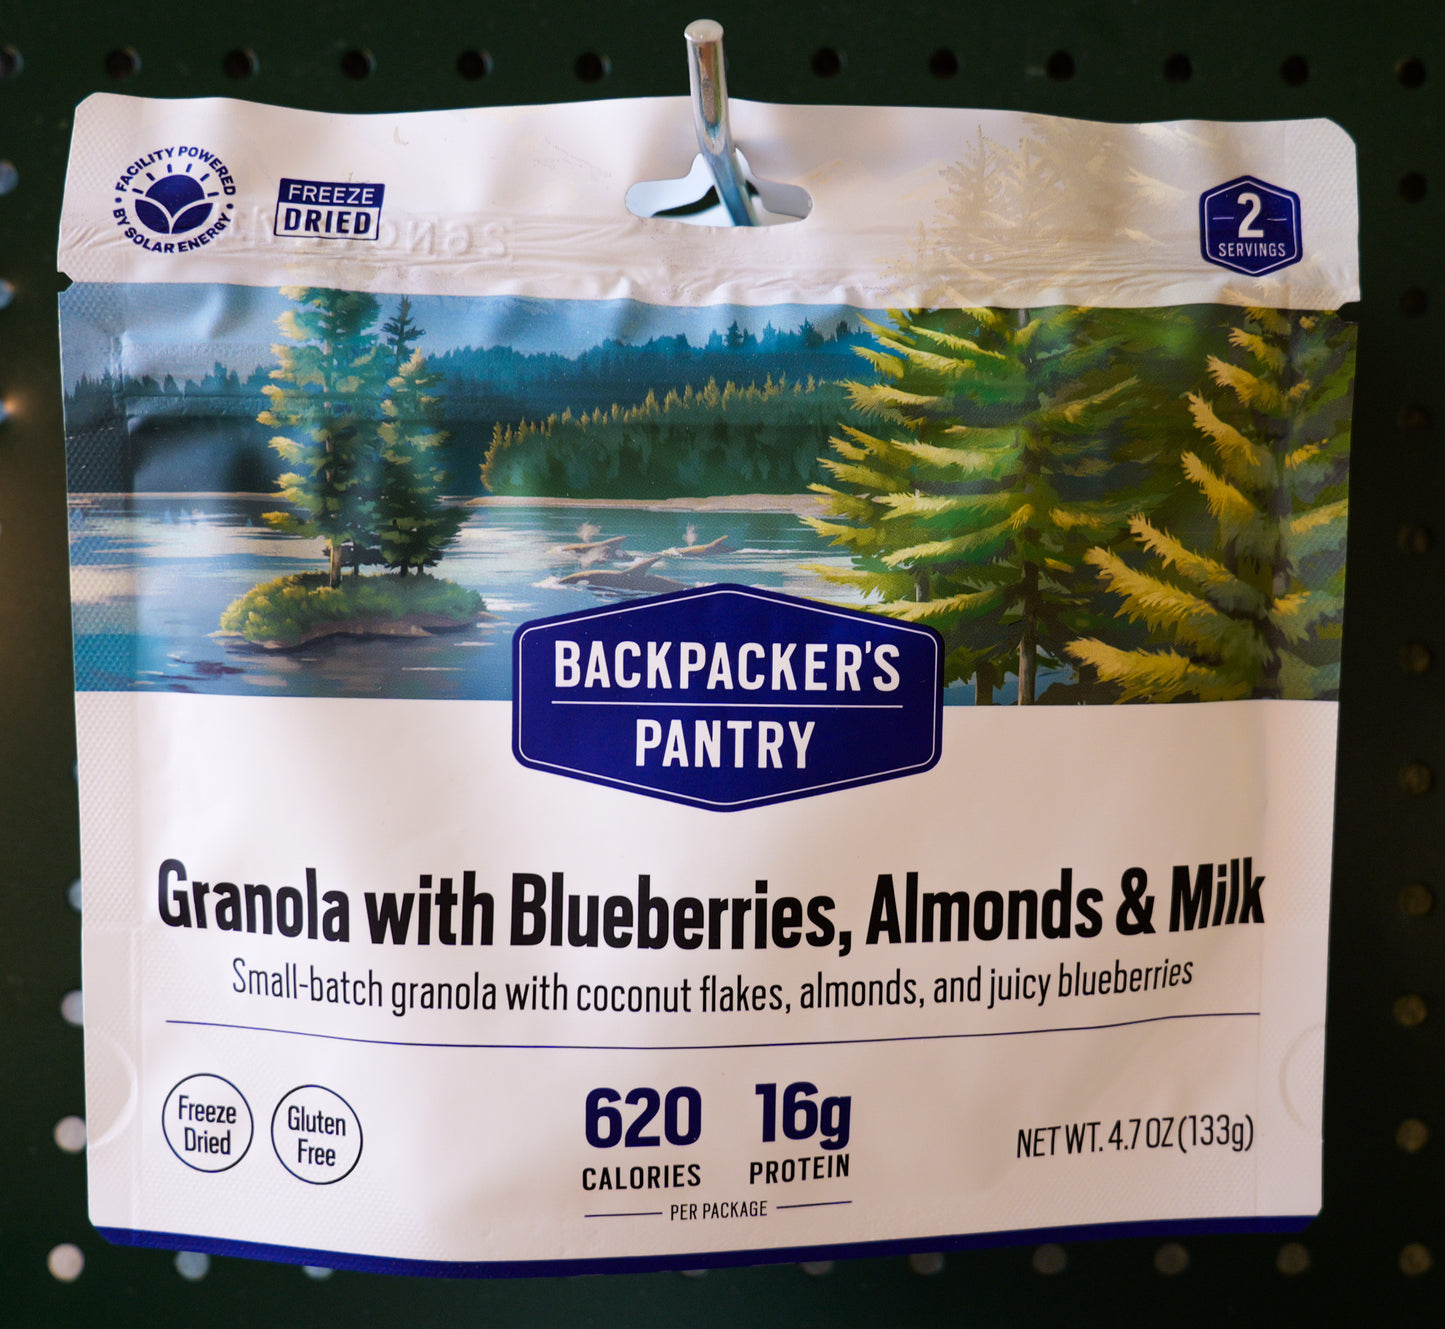 FACILITY POWERED
BY SOLAR ENERGY
FREEZE
DRIED
2
SERVINGS
BACKPACKER'S
PANTRY
Granola with Blueberries, Almonds & Milk
Small-batch granola with coconut flakes, almonds, and juicy blueberries
Freeze
Dried
Gluten
Free
620
CALORIES
16g
PROTEIN
PER PACKAGE
NET WT. 4.7 OZ (133g)